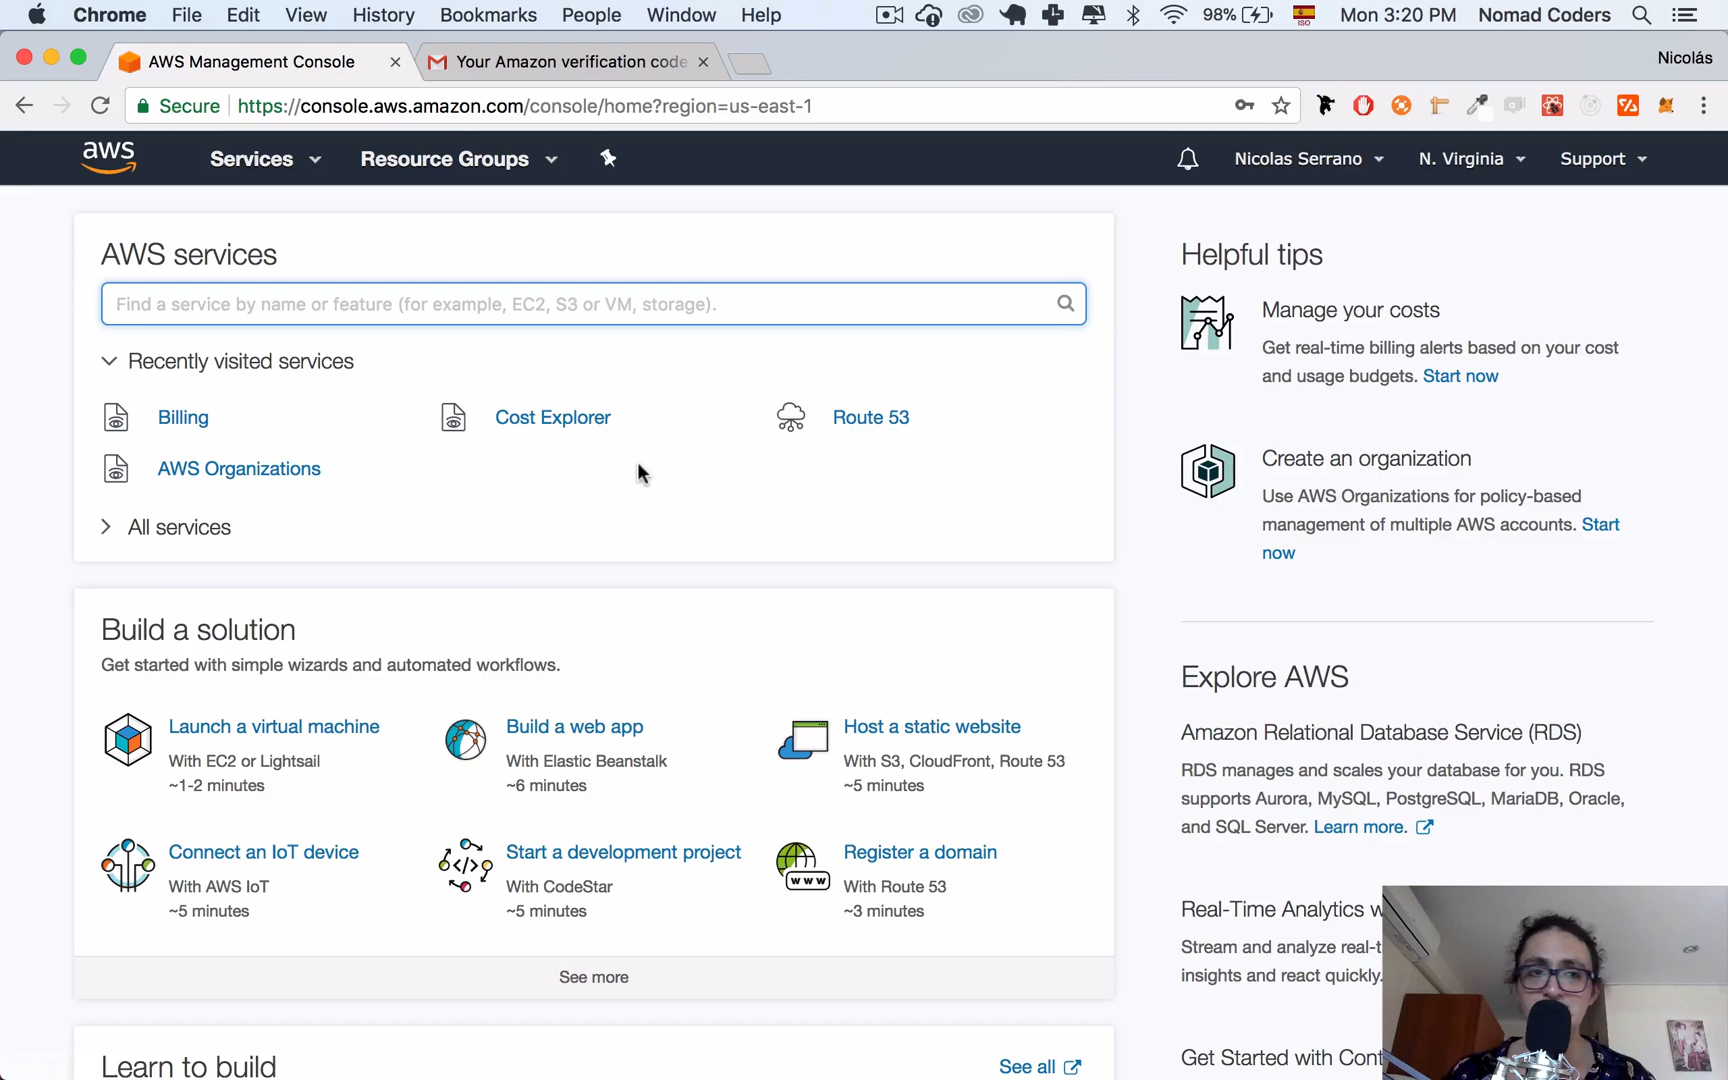 Chrome File Edit View History Bookmarks People Window Help 98% ISO Mon 3:20 PM Nomad Coders
AWS Management Console
Your Amazon verification code
Nicolás
Secure https://console.aws.amazon.com/console/home?region=us-east-1
aws Services Resource Groups Nicolas Serrano N. Virginia Support
AWS services
Find a service by name or feature (for example, EC2, S3 or VM, storage).
Recently visited services
Billing
Cost Explorer
Route 53
AWS Organizations
All services
Build a solution
Get started with simple wizards and automated workflows.
Launch a virtual machine
With EC2 or Lightsail
~1-2 minutes
Build a web app
With Elastic Beanstalk
~6 minutes
Host a static website
With S3, CloudFront, Route 53
~5 minutes
Connect an IoT device
With AWS IoT
~5 minutes
Start a development project
With CodeStar
~5 minutes
www
Register a domain
With Route 53
~3 minutes
See more
Learn to build
See all
Helpful tips
Manage your costs
Get real-time billing alerts based on your cost
and usage budgets. Start now
Create an organization
Use AWS Organizations for policy-based
management of multiple AWS accounts. Start
now
Explore AWS
Amazon Relational Database Service (RDS)
RDS manages and scales your database for you. RDS
supports Aurora, MySQL, PostgreSQL, MariaDB, Oracle,
and SQL Server. Learn more.
Real-Time Analytics w
Stream and analyze real-t
insights and react quickly.
Get Started with Cont